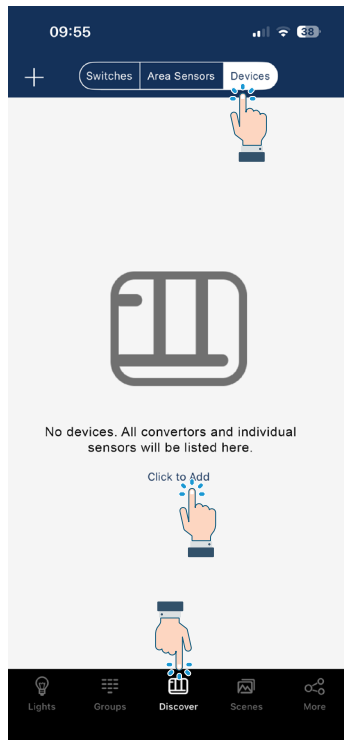 09:55
38
Switches
Area Sensors
Devices
No devices. All convertors and individual
sensors will be listed here.
Click to Add
Lights
Groups
Discover
Scenes
More